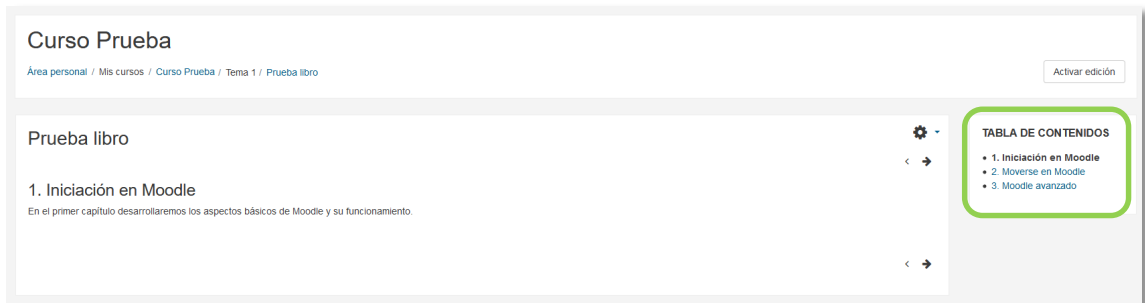 Curso Prueba
Área personal / Mis cursos / Curso Prueba / Tema 1 / Prueba libro
Activar edición
Prueba libro
1. Iniciación en Moodle
En el primer capítulo desarrollaremos los aspectos básicos de Moodle y su funcionamiento.
TABLA DE CONTENIDOS
• 1. Iniciación en Moodle
• 2. Moverse en Moodle
• 3. Moodle avanzado